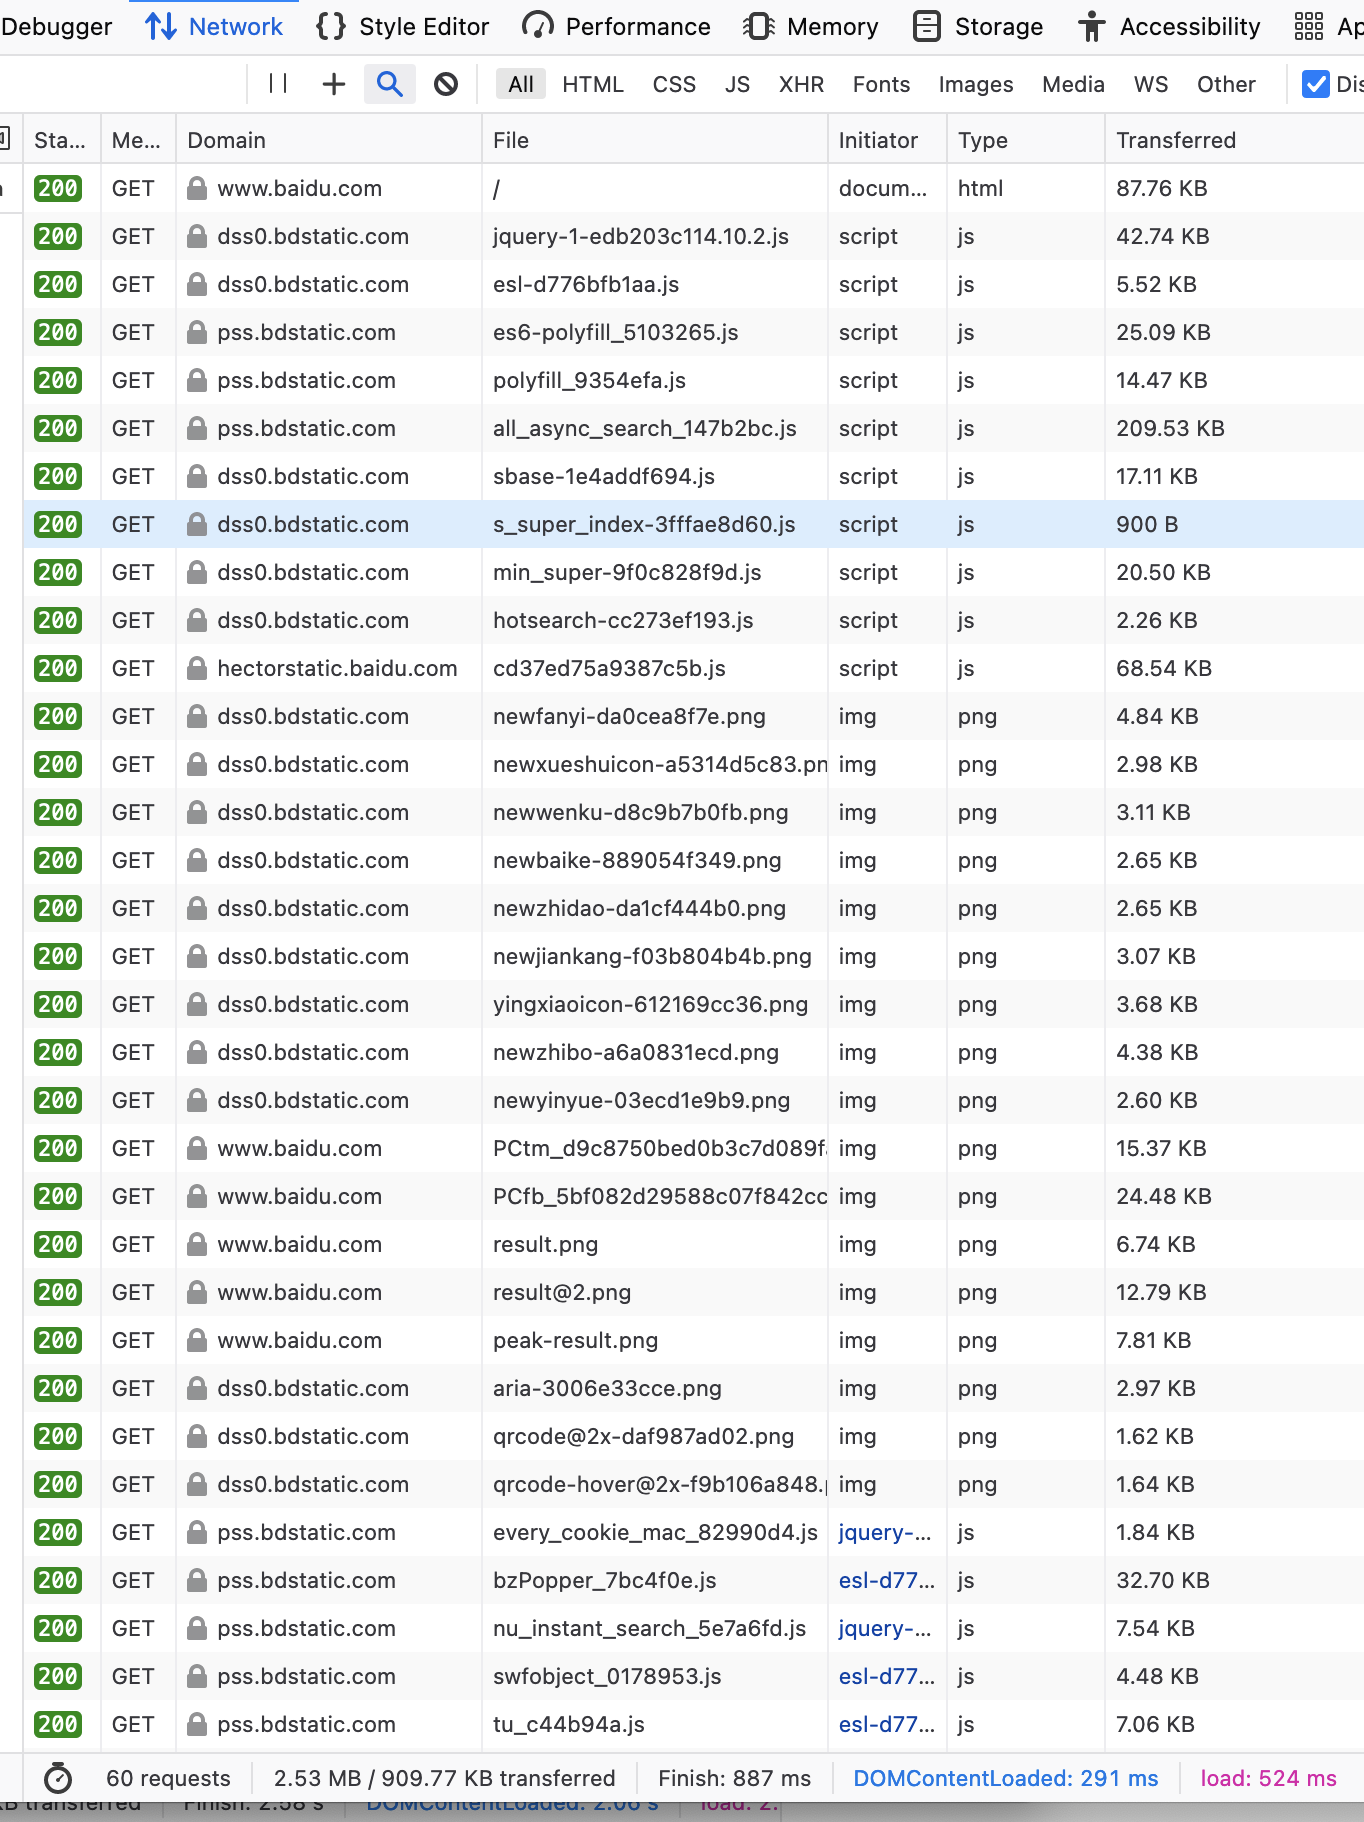 Debugger Network {} Style Editor Performance Memory Storage Accessibility Ap
All HTML CSS JS XHR Fonts Images Media WS Other Dis
Sta... Me... Domain File Initiator Type Transferred
200 GET www.baidu.com / docum... html 87.76 KB
200 GET dss0.bdstatic.com jquery-1-edb203c114.10.2.js script js 42.74 KB
200 GET dss0.bdstatic.com esl-d776bfb1aa.js script js 5.52 KB
200 GET pss.bdstatic.com es6-polyfill_5103265.js script js 25.09 KB
200 GET pss.bdstatic.com polyfill_9354efa.js script js 14.47 KB
200 GET pss.bdstatic.com all_async_search_147b2bc.js script js 209.53 KB
200 GET dss0.bdstatic.com sbase-1e4addf694.js script js 17.11 KB
200 GET dss0.bdstatic.com s_super_index-3fffae8d60.js script js 900 B
200 GET dss0.bdstatic.com min_super-9f0c828f9d.js script js 20.50 KB
200 GET dss0.bdstatic.com hotsearch-cc273ef193.js script js 2.26 KB
200 GET hectorstatic.baidu.com cd37ed75a9387c5b.js script js 68.54 KB
200 GET dss0.bdstatic.com newfanyi-da0cea8f7e.png img png 4.84 KB
200 GET dss0.bdstatic.com newxueshuicon-a5314d5c83.pn img png 2.98 KB
200 GET dss0.bdstatic.com newwenku-d8c9b7b0fb.png img png 3.11 KB
200 GET dss0.bdstatic.com newbaike-889054f349.png img png 2.65 KB
200 GET dss0.bdstatic.com newzhidao-da1cf444b0.png img png 2.65 KB
200 GET dss0.bdstatic.com newjiankang-f03b804b4b.png img png 3.07 KB
200 GET dss0.bdstatic.com yingxiaoicon-612169cc36.png img png 3.68 KB
200 GET dss0.bdstatic.com newzhibo-a6a0831ecd.png img png 4.38 KB
200 GET dss0.bdstatic.com newyinyue-03ecd1e9b9.png img png 2.60 KB
200 GET www.baidu.com PCtm_d9c8750bed0b3c7d089f img png 15.37 KB
200 GET www.baidu.com PCfb_5bf082d29588c07f842cc img png 24.48 KB
200 GET www.baidu.com result.png img png 6.74 KB
200 GET www.baidu.com result@2.png img png 12.79 KB
200 GET www.baidu.com peak-result.png img png 7.81 KB
200 GET dss0.bdstatic.com aria-3006e33cce.png img png 2.97 KB
200 GET dss0.bdstatic.com qrcode@2x-daf987ad02.png img png 1.62 KB
200 GET dss0.bdstatic.com qrcode-hover@2x-f9b106a848. img png 1.64 KB
200 GET pss.bdstatic.com every_cookie_mac_82990d4.js jquery-... js 1.84 KB
200 GET pss.bdstatic.com bzPopper_7bc4f0e.js esl-d77... js 32.70 KB
200 GET pss.bdstatic.com nu_instant_search_5e7a6fd.js jquery-... js 7.54 KB
200 GET pss.bdstatic.com swfobject_0178953.js esl-d77... js 4.48 KB
200 GET pss.bdstatic.com tu_c44b94a.js esl-d77... js 7.06 KB
60 requests 2.53 MB / 909.77 KB transferred Finish: 887 ms DOMContentLoaded: 291 ms load: 524 ms
KB transferred Finish: 2.58 s DOMContentLoaded: 2.06 s load: 2.